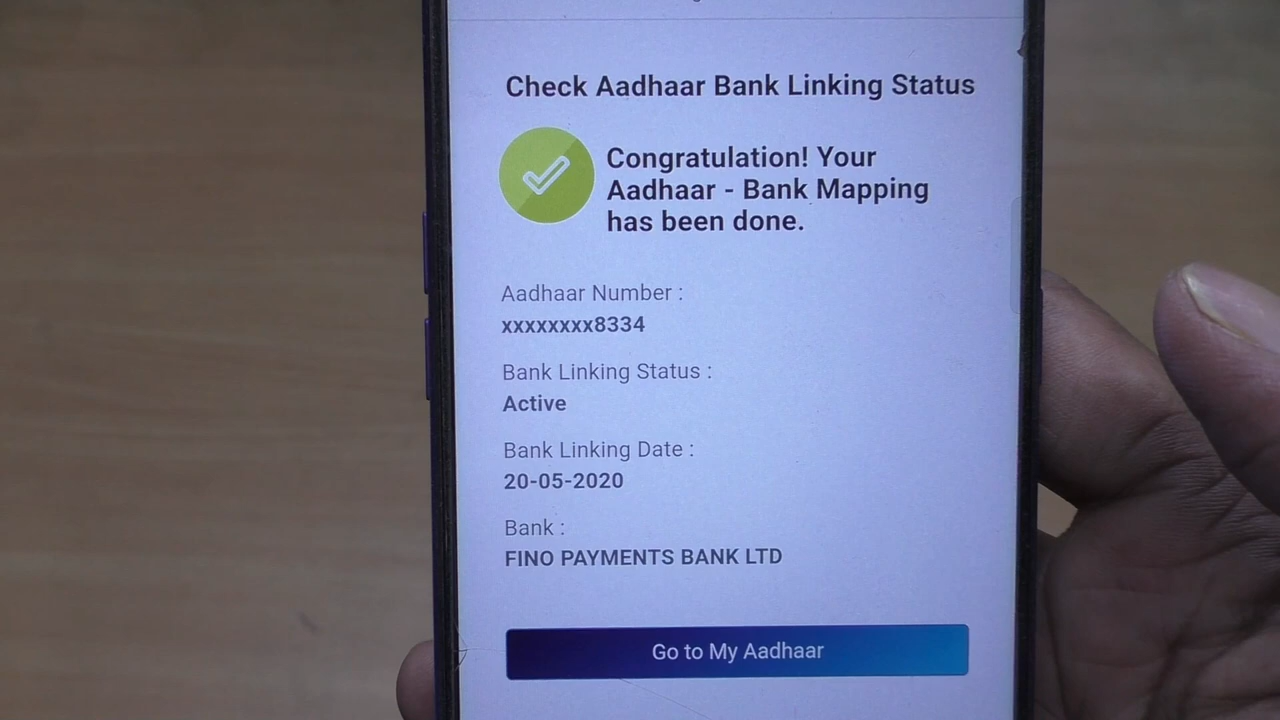 Check Aadhaar Bank Linking Status
Congratulation! Your
Aadhaar - Bank Mapping
has been done.
Aadhaar Number :
xxxxxxxx8334
Bank Linking Status :
Active
Bank Linking Date :
20-05-2020
Bank :
FINO PAYMENTS BANK LTD
Go to My Aadhaar